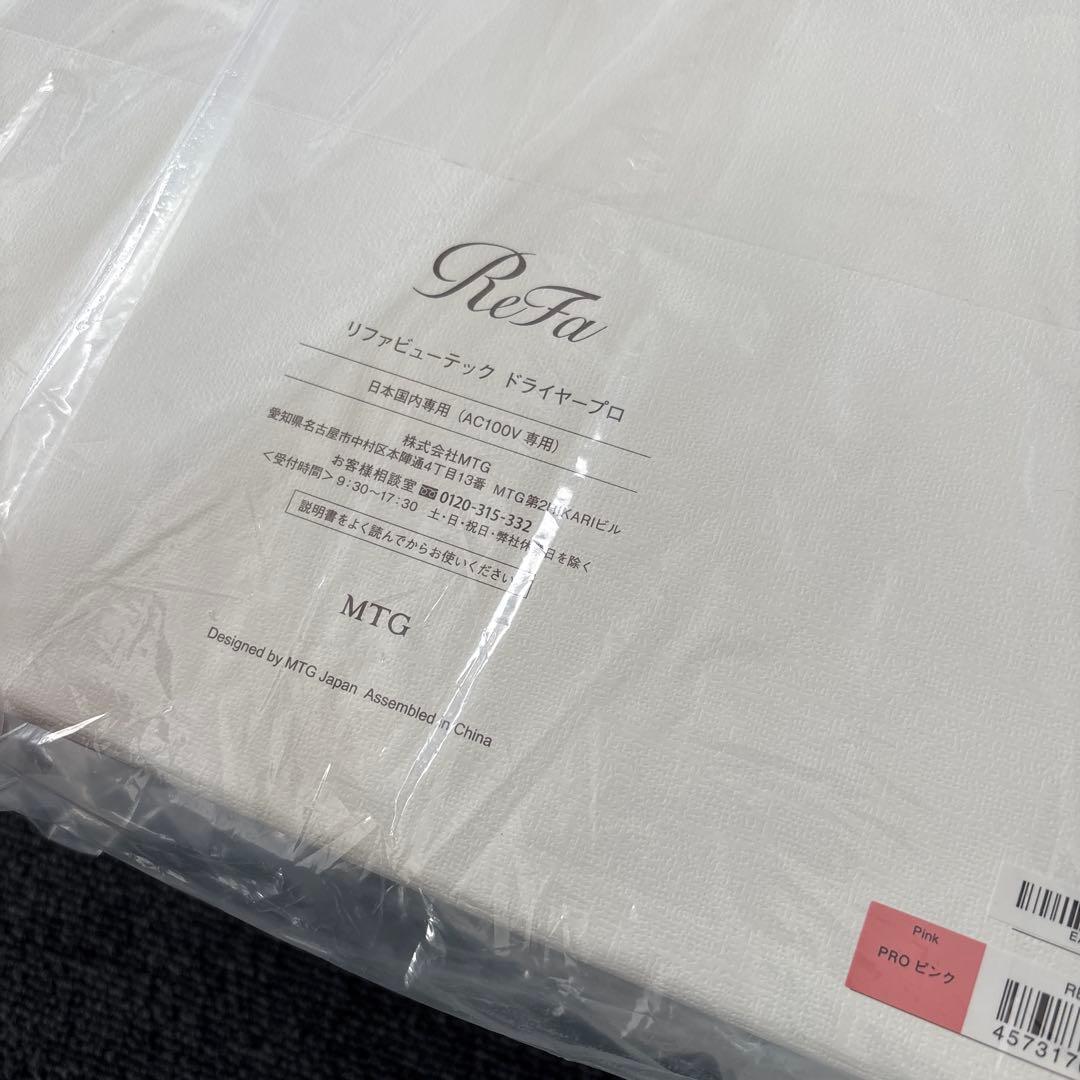 ReFa
リファビューテック ドライヤープロ
日本国内専用（AC100V 専用）
株式会社MTG
愛知県名古屋市中村区本陣通4丁目13番 MTG第2HIKARIビル
お客様相談室 0120-315-332
＜受付時間＞9:30〜17:30 土・日・祝日・弊社休 日を除く
説明書をよく読んでからお使いください
MTG
Designed by MTG Japan Assembled in China
Pink
PRO ピンク